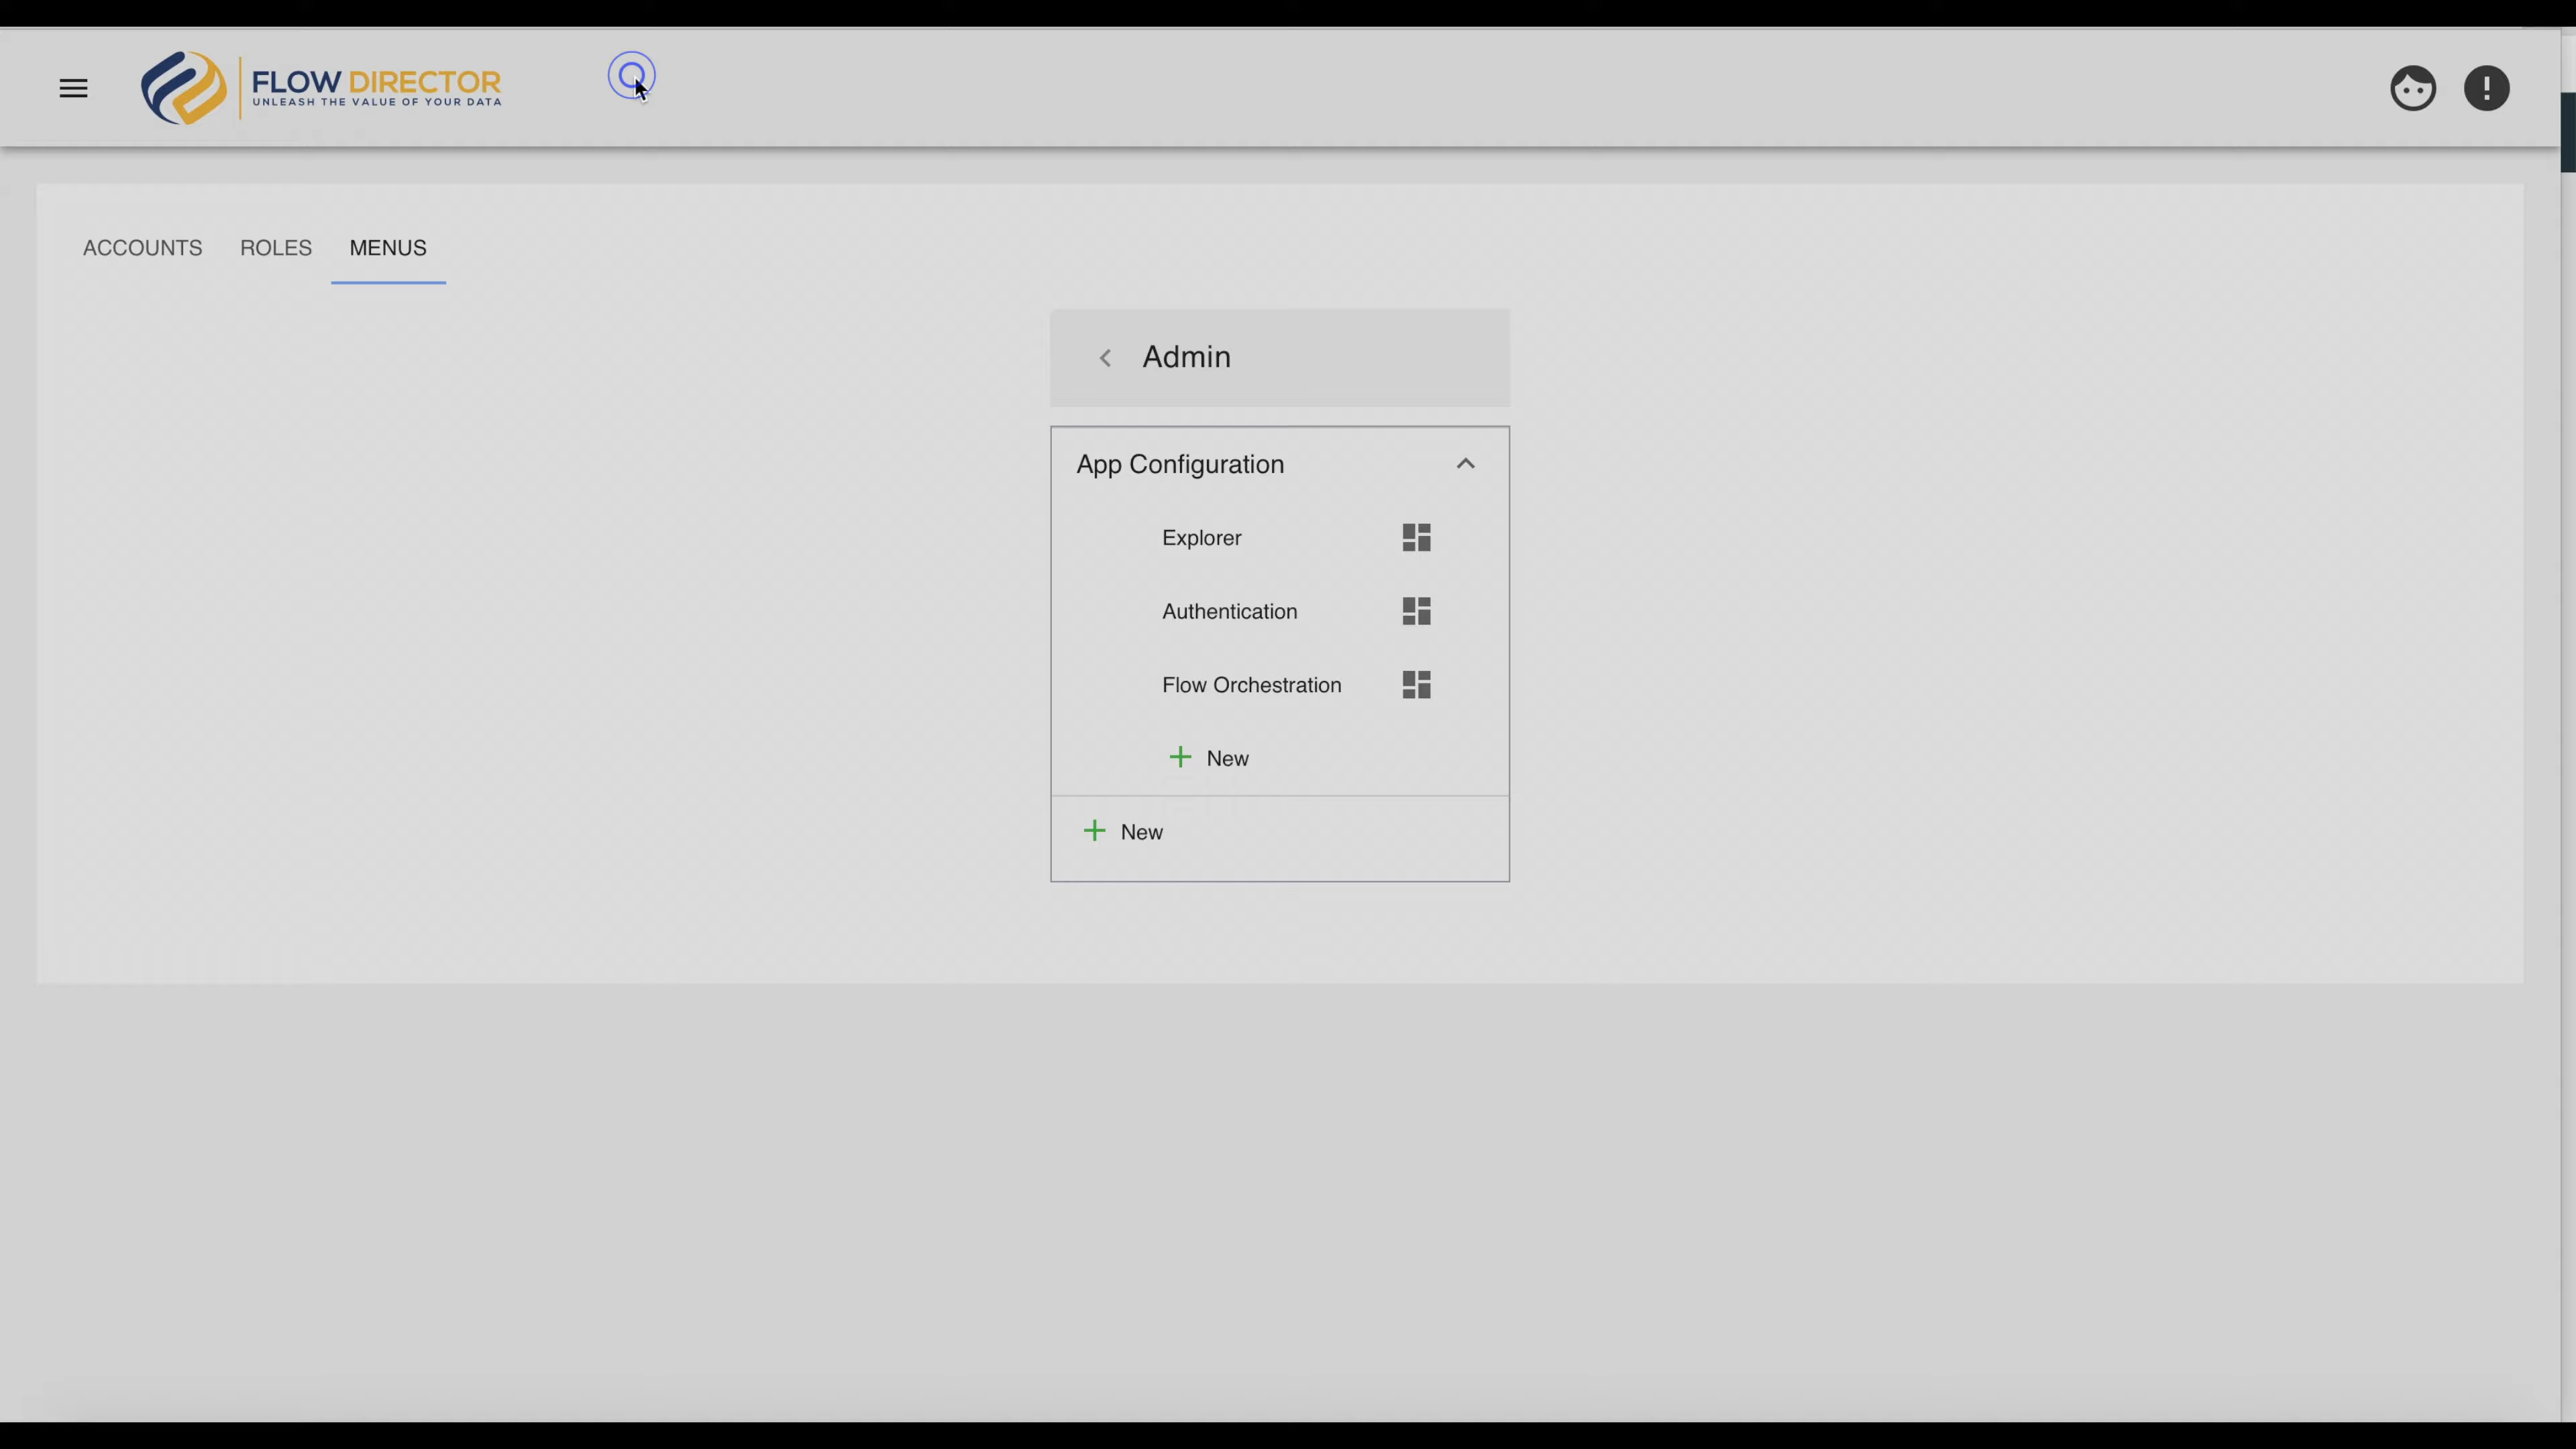 FLOW DIRECTOR
UNLEASH THE VALUE OF YOUR DATA
ACCOUNTS ROLES MENUS
Admin
App Configuration
Explorer
Authentication
Flow Orchestration
New
New